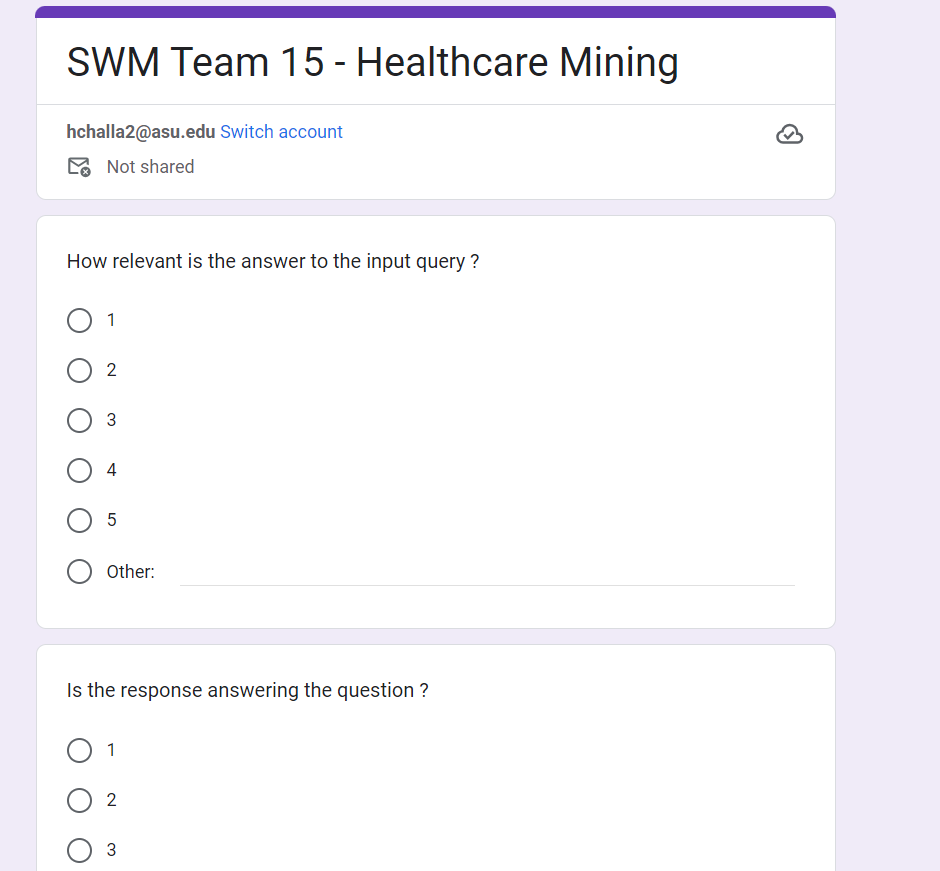 SWM Team 15 - Healthcare Mining
hchalla2@asu.edu Switch account
Not shared
How relevant is the answer to the input query ?
1
2
3
4
5
Other:
Is the response answering the question ?
1
2
3